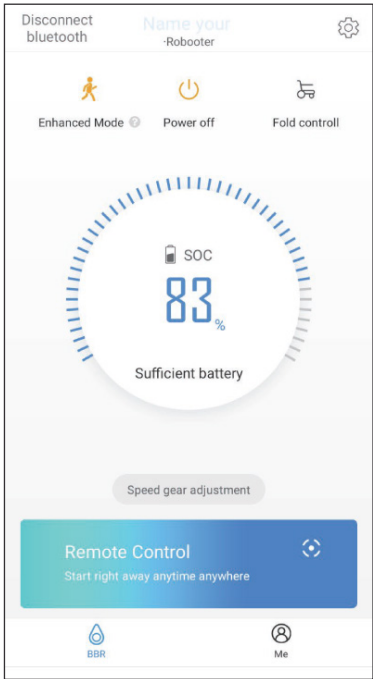 Disconnect
bluetooth
Name your
-Robooter
Enhanced Mode ?
Power off
Fold controll
SOC
83%
Sufficient battery
Speed gear adjustment
Remote Control
Start right away anytime anywhere
BBR
Me